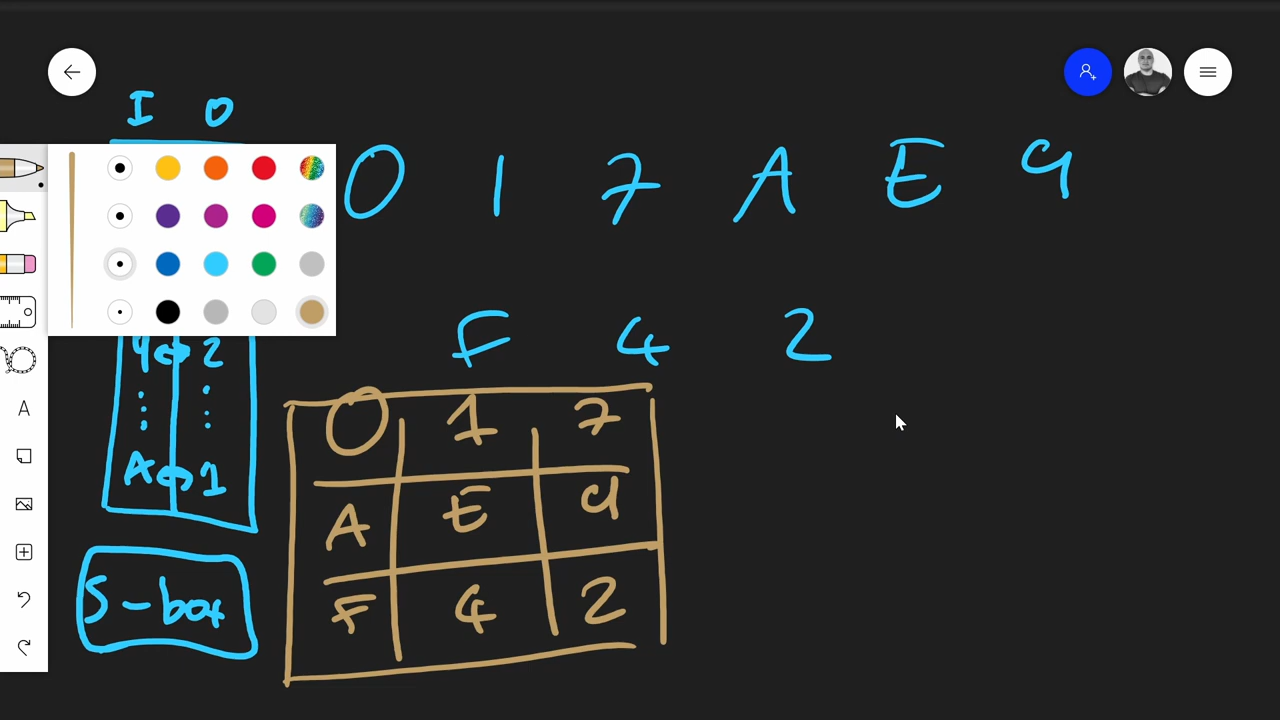 I O
0 1 7 A E 9
F 4 2
4 ↔ 2
⋮ ⋮
A ↔ 1
0 1 7
A E 9
F 4 2
S-box
A